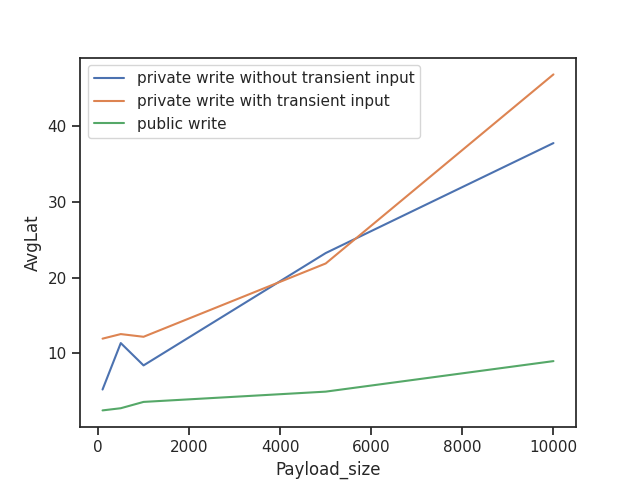 private write without transient input
private write with transient input
public write
40
30
20
10
AvgLat
0 2000 4000 6000 8000 10000
Payload_size